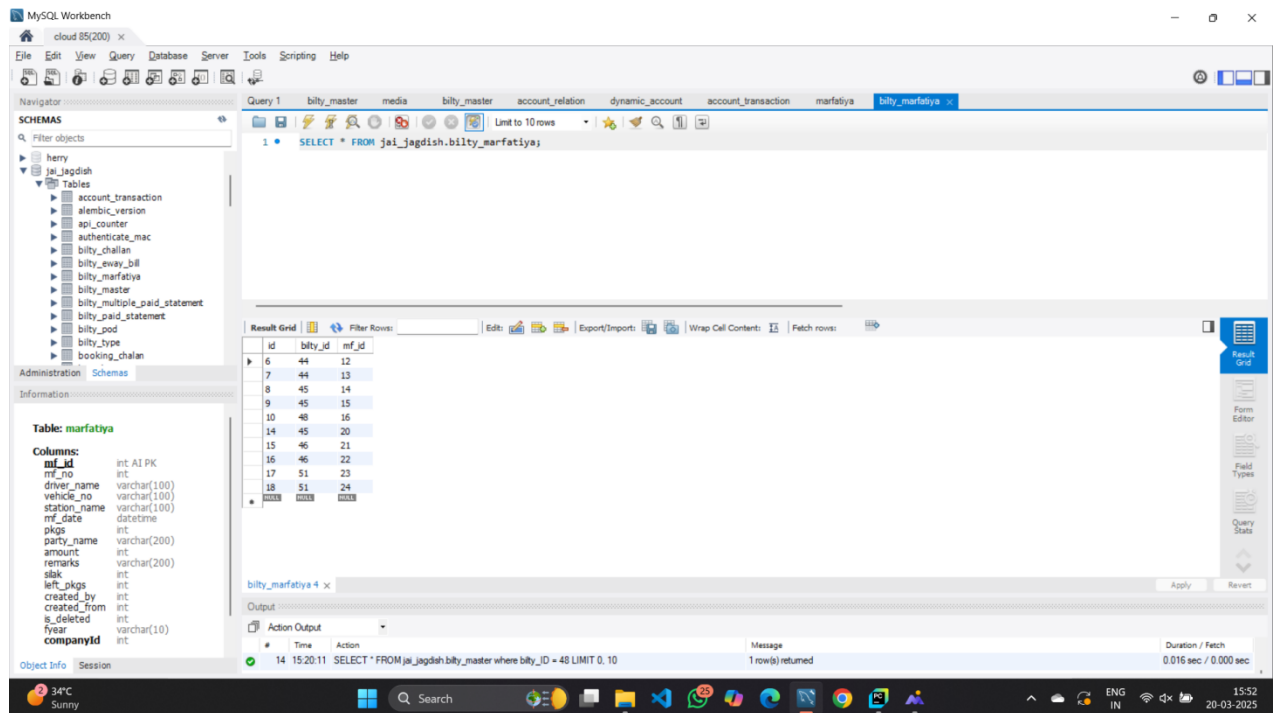 MySQL Workbench
cloud 85(200)
File Edit View Query Database Server Tools Scripting Help
Navigator
SCHEMAS
Filter objects
herry
jai_jagdish
Tables
account_transaction
alembic_version
api_counter
authenticate_mac
bilty_challan
bilty_eway_bill
bilty_marfatiya
bilty_master
bilty_multiple_paid_statement
bilty_paid_statement
bilty_pod
bilty_type
booking_chalan
Administration Schemas
Information
Table: marfatiya
Columns:
mf_id int AI PK
mf_no int
driver_name varchar(100)
vehicle_no varchar(100)
station_name varchar(100)
mf_date datetime
pkgs int
party_name varchar(200)
amount int
remarks varchar(200)
silak int
left_pkgs int
created_by int
created_from int
is_deleted int
fyear varchar(10)
companyId int
Object Info Session
Query 1 bilty_master media bilty_master account_relation dynamic_account account_transaction marfatiya bilty_marfatiya
Limit to 10 rows
1 SELECT * FROM jai_jagdish.bilty_marfatiya;
Result Grid Filter Rows: Edit: Export/Import: Wrap Cell Content: Fetch rows:
id bilty_id mf_id
6 44 12
7 44 13
8 45 14
9 45 15
10 48 16
14 45 20
15 46 21
16 46 22
17 51 23
18 51 24
NULL NULL NULL
Result Grid
Form Editor
Field Types
Query Stats
bilty_marfatiya 4
Apply Revert
Output
Action Output
# Time Action Message Duration / Fetch
14 15:20:11 SELECT * FROM jai_jagdish.bilty_master where bilty_ID = 48 LIMIT 0, 10 1 row(s) returned 0.016 sec / 0.000 sec
2
34°C
Sunny
Search
25
PC
ENG
IN
15:52
20-03-2025